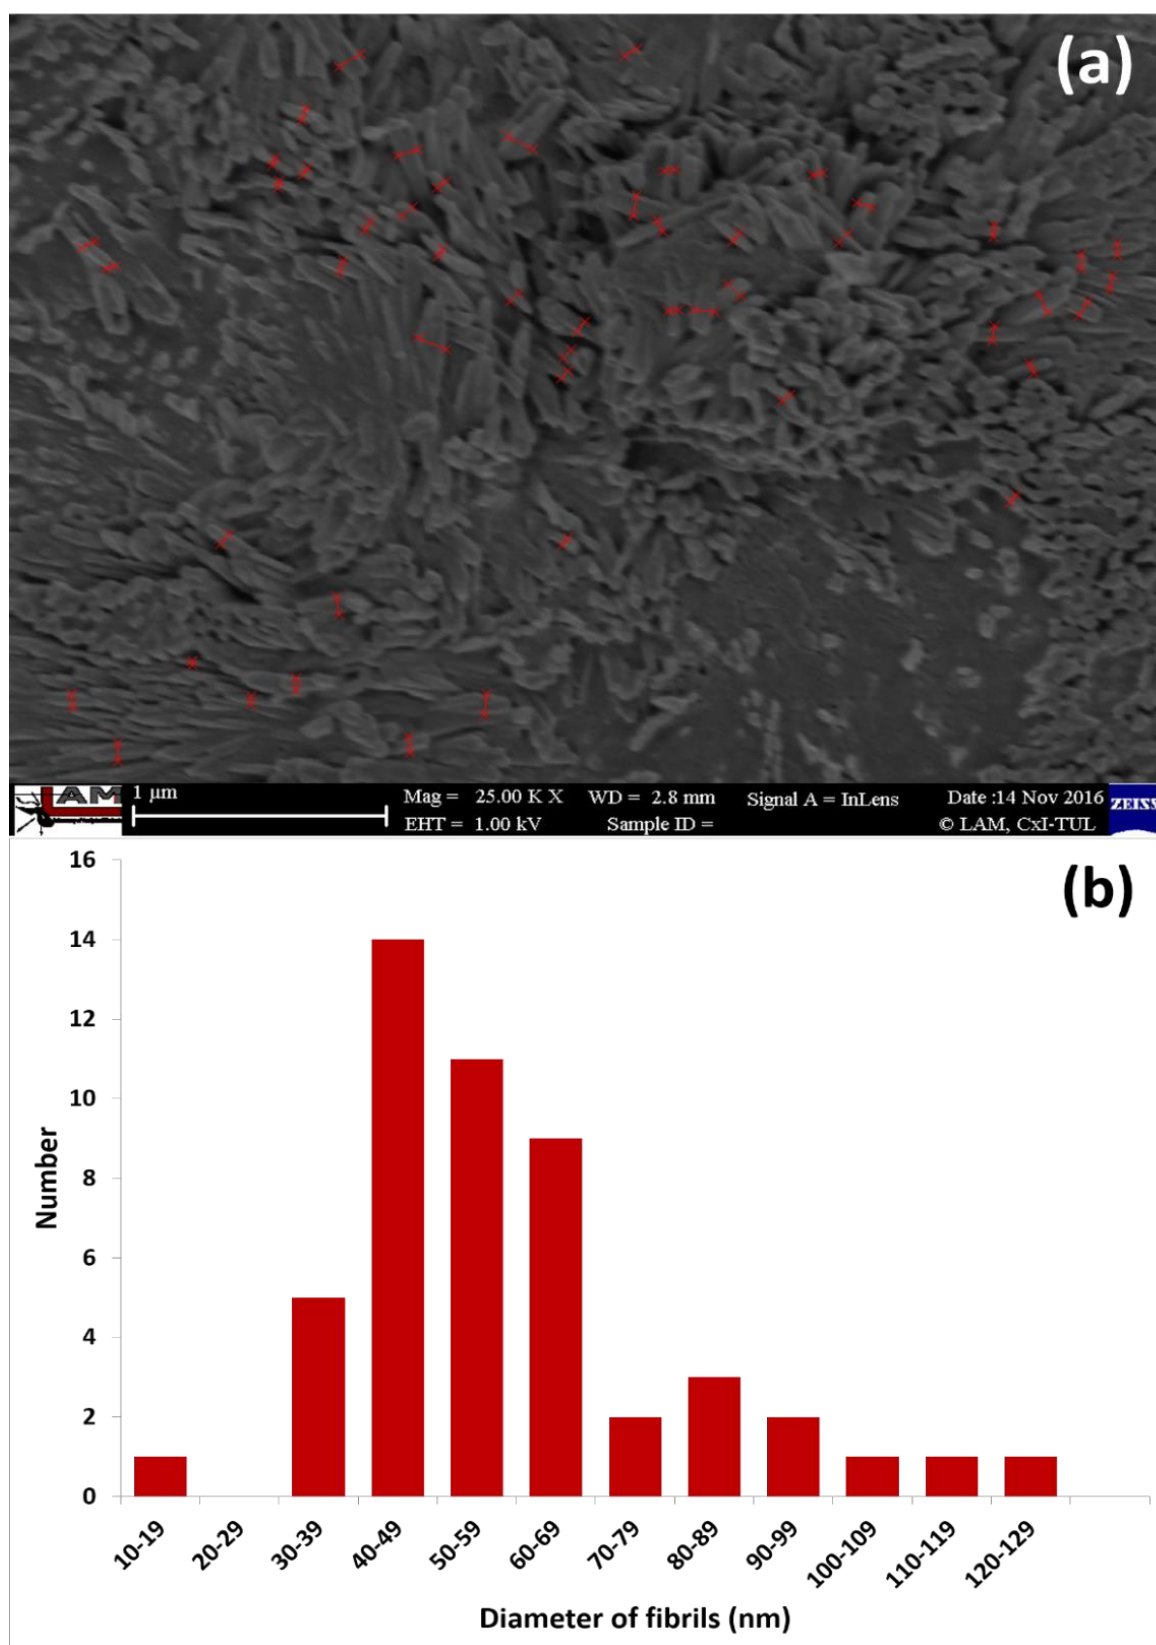 (a)
LAM
1 µm
Mag = 25.00 K X WD = 2.8 mm Signal A = InLens Date :14 Nov 2016
EHT = 1.00 kV Sample ID = © LAM, CxI-TUL
ZEISS
(b)
16
14
12
10
8
6
4
2
0
Number
10-19 20-29 30-39 40-49 50-59 60-69 70-79 80-89 90-99 100-109 110-119 120-129
Diameter of fibrils (nm)